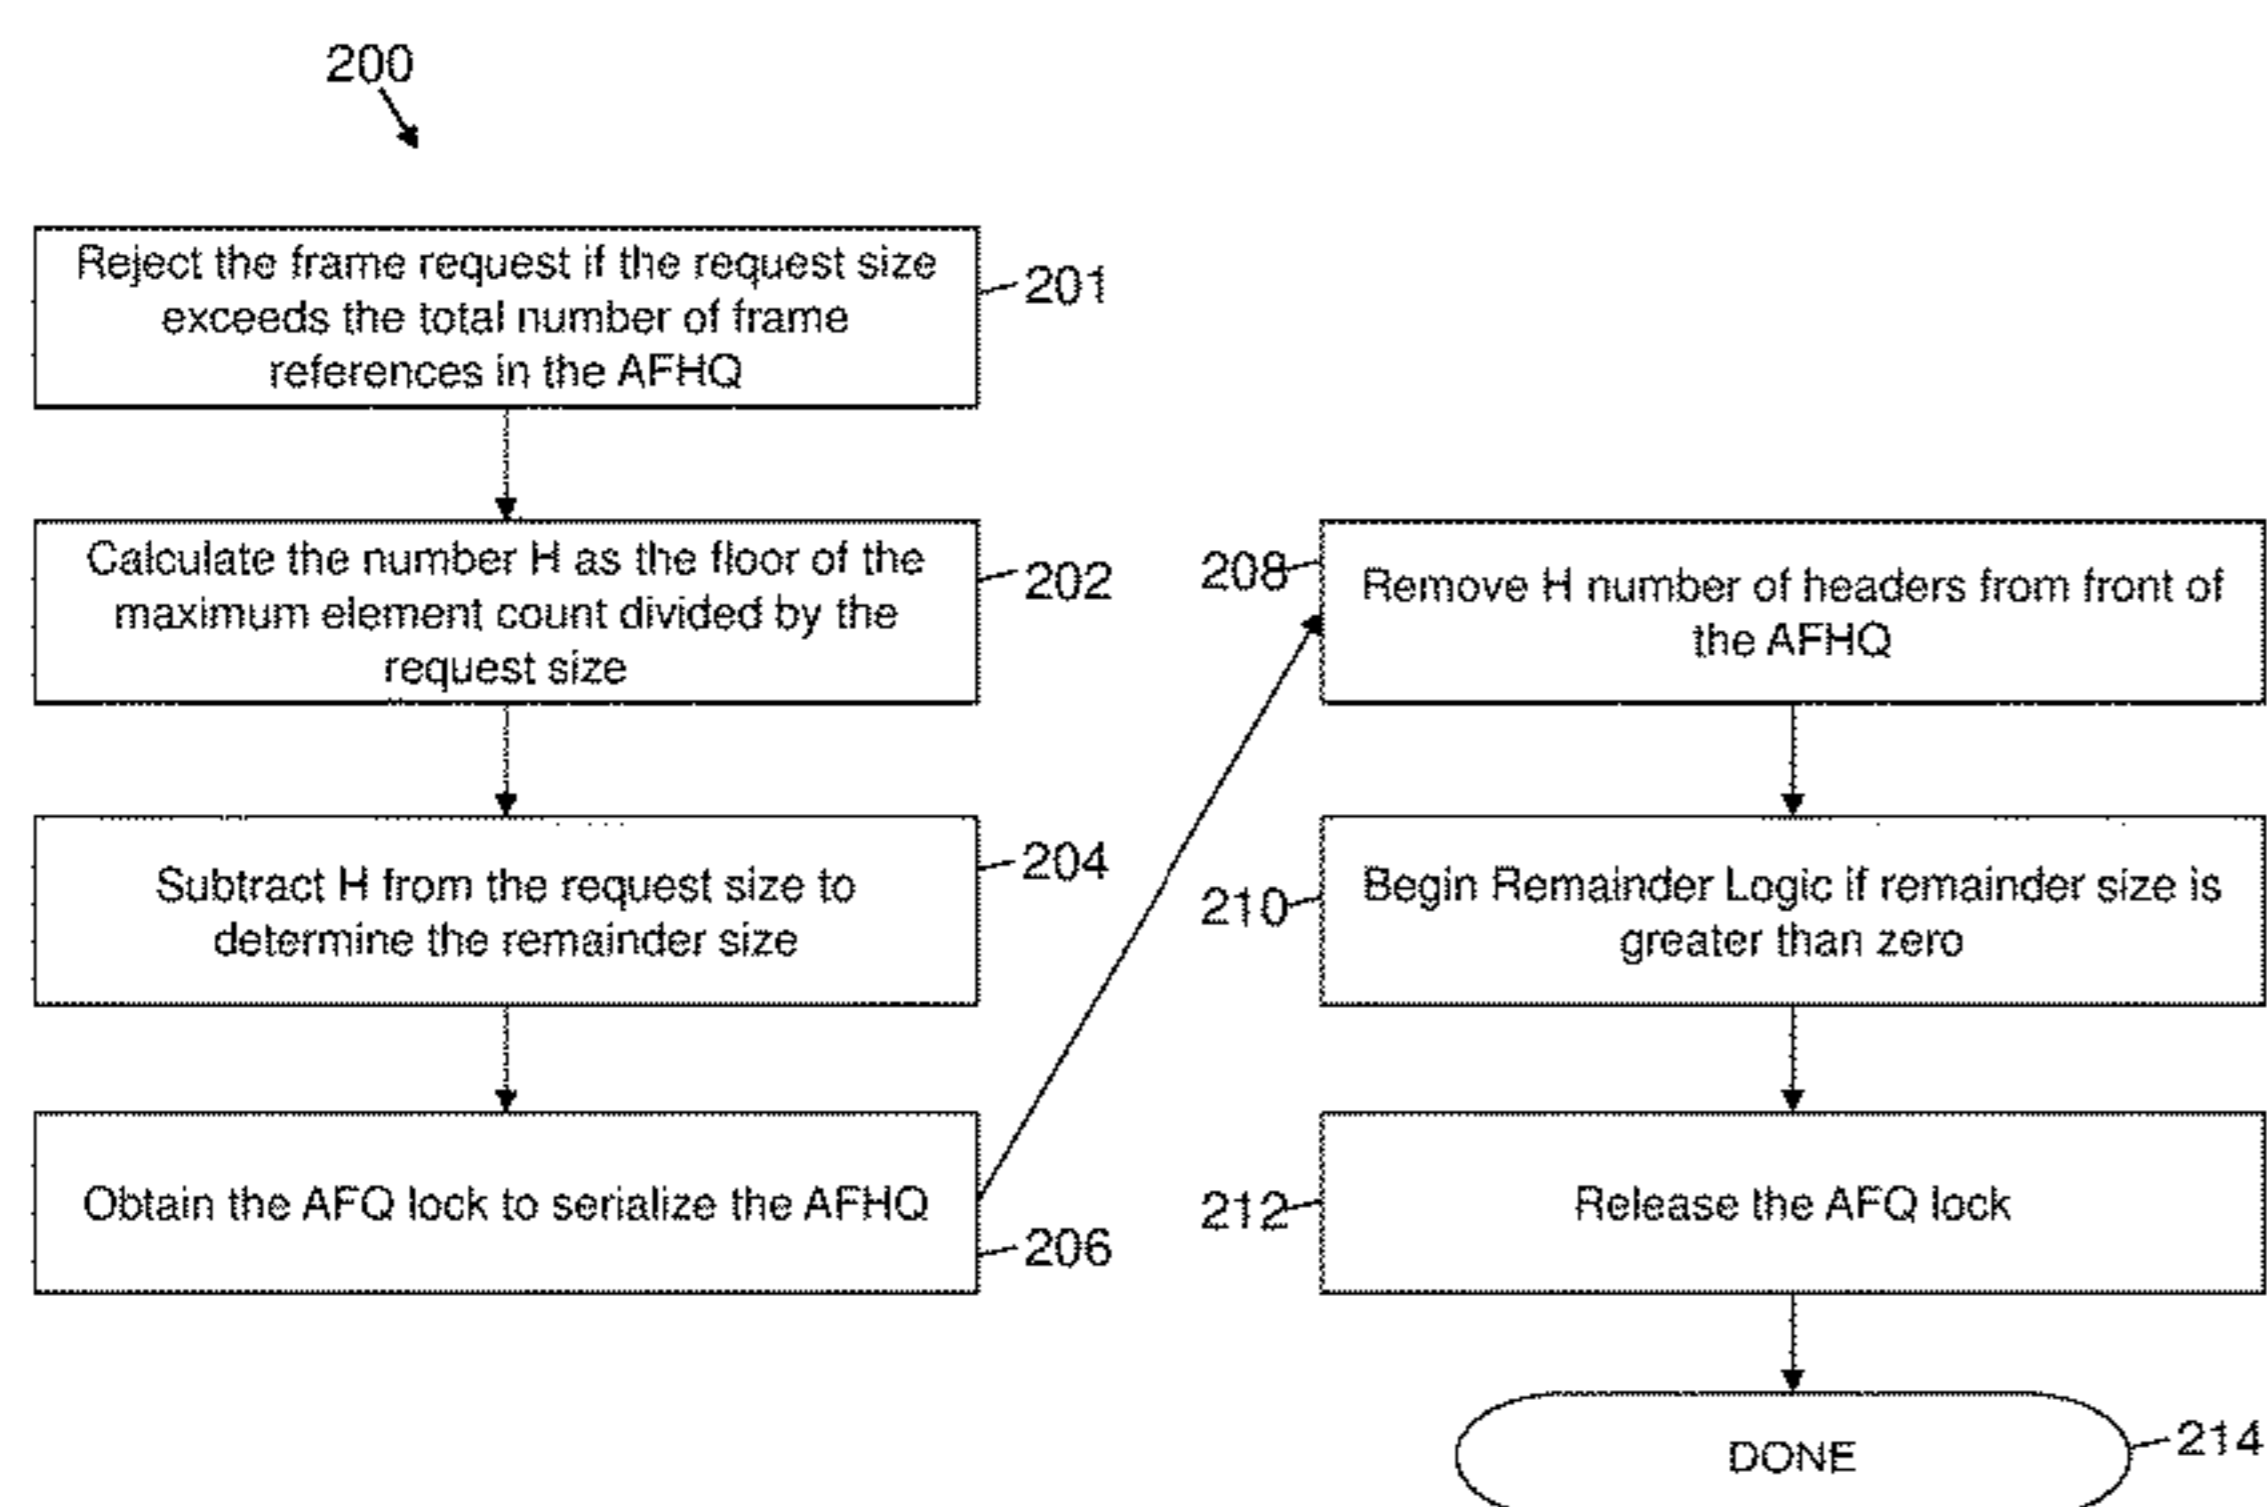 200
Reject the frame request if the request size
exceeds the total number of frame
references in the AFHQ
201
Calculate the number H as the floor of the
maximum element count divided by the
request size
202
Subtract H from the request size to
determine the remainder size
204
Obtain the AFQ lock to serialize the AFHQ
206
208
Remove H number of headers from front of
the AFHQ
210
Begin Remainder Logic if remainder size is
greater than zero
212
Release the AFQ lock
DONE
214